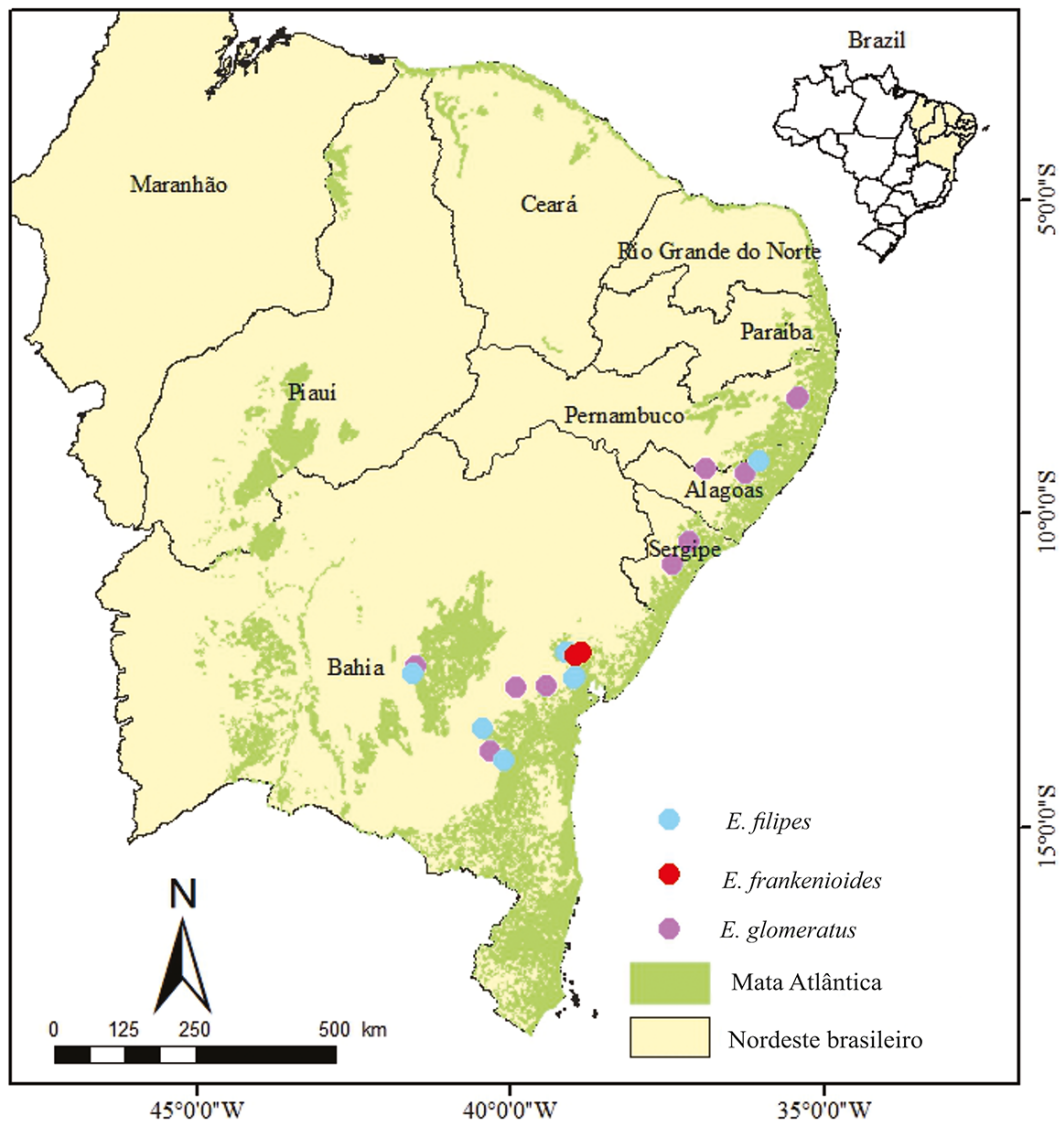 Brazil
Maranhão
Ceará
Rio Grande do Norte
Paraíba
Piauí
Pernambuco
Alagoas
Sergipe
Bahia
5°0'0"S
10°0'0"S
15°0'0"S
E. filipes
E. frankenioides
E. glomeratus
Mata Atlântica
Nordeste brasileiro
N
0 125 250 500 km
45°0'0"W 40°0'0"W 35°0'0"W